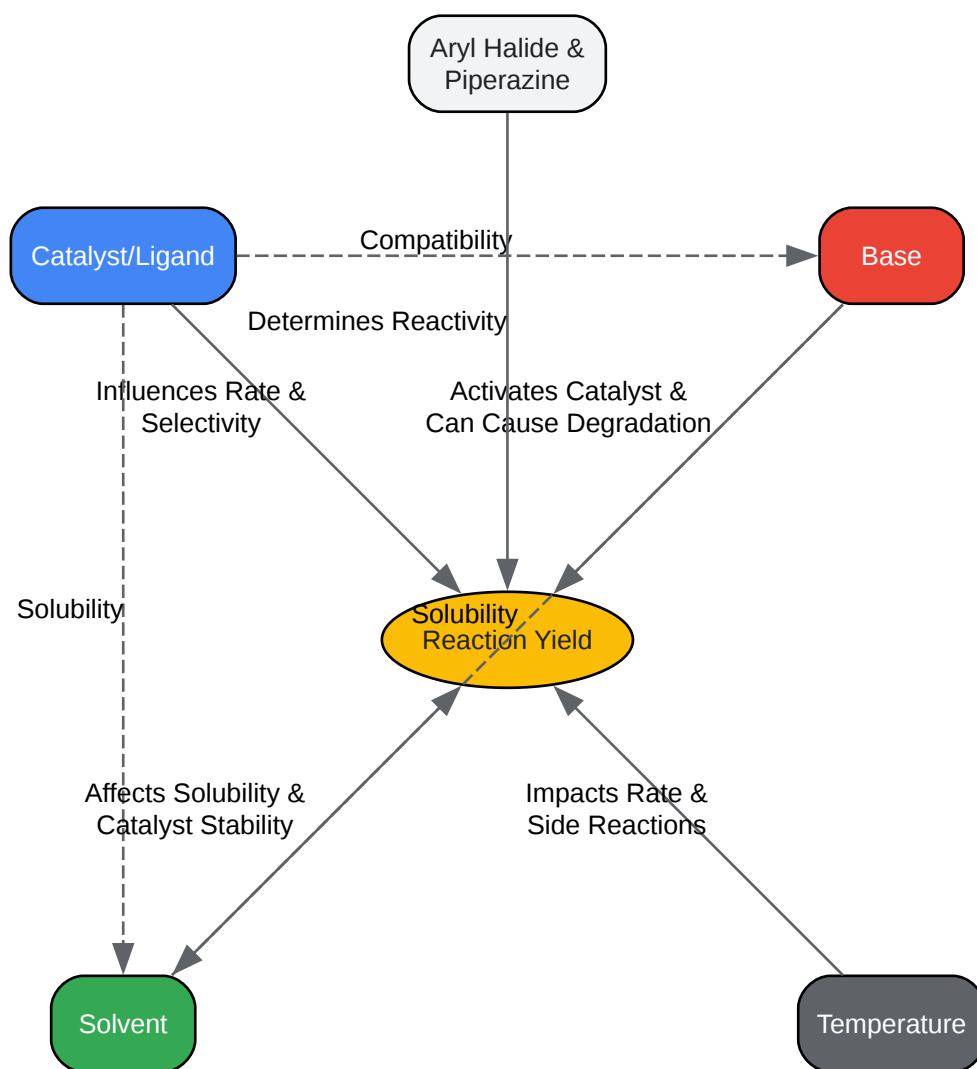 Aryl Halide &
Piperazine
Compatibility
Catalyst/Ligand
Base
Determines Reactivity
Influences Rate &
Selectivity
Activates Catalyst &
Can Cause Degradation
Solubility
Solubility
Reaction Yield
Affects Solubility &
Catalyst Stability
Impacts Rate &
Side Reactions
Solvent
Temperature